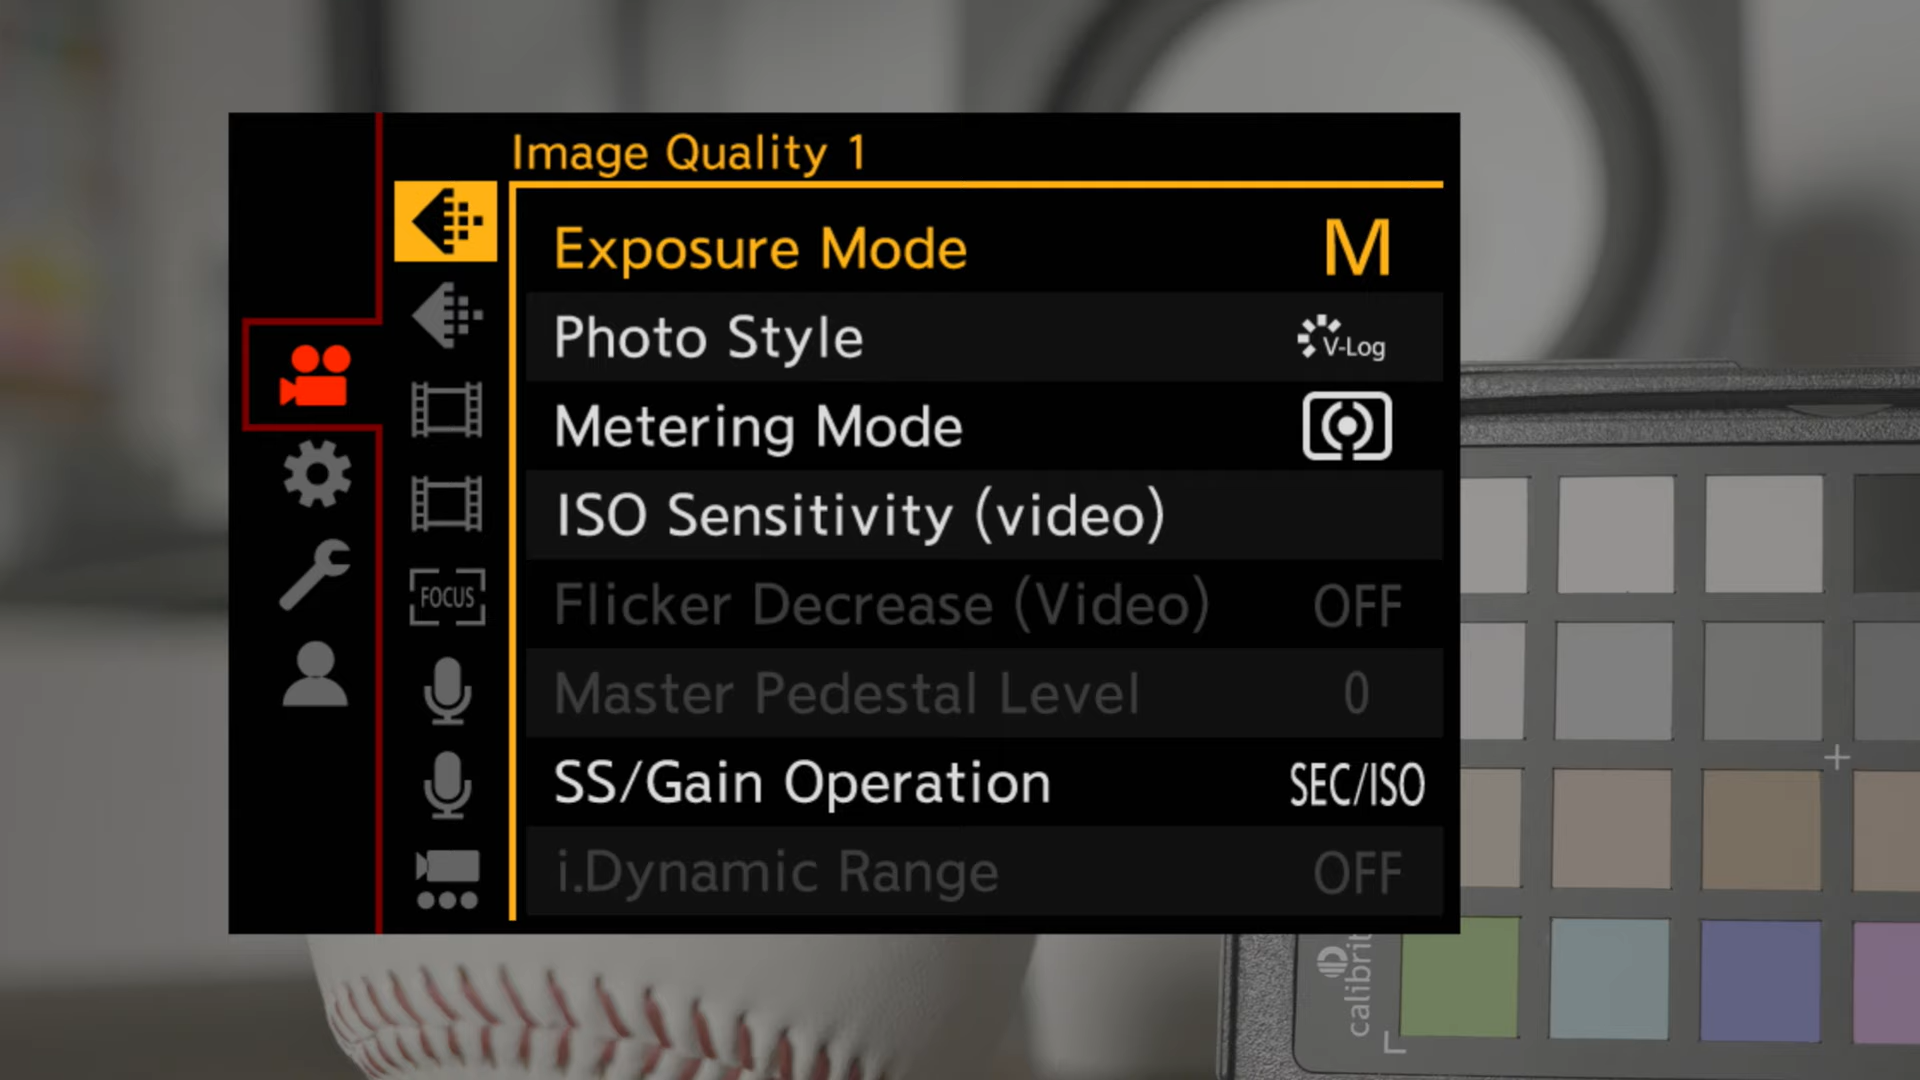 Image Quality 1
Exposure Mode M
Photo Style V-Log
Metering Mode
ISO Sensitivity (video)
Flicker Decrease (Video) OFF
FOCUS
Master Pedestal Level 0
SS/Gain Operation SEC/ISO
i.Dynamic Range OFF
calibrit